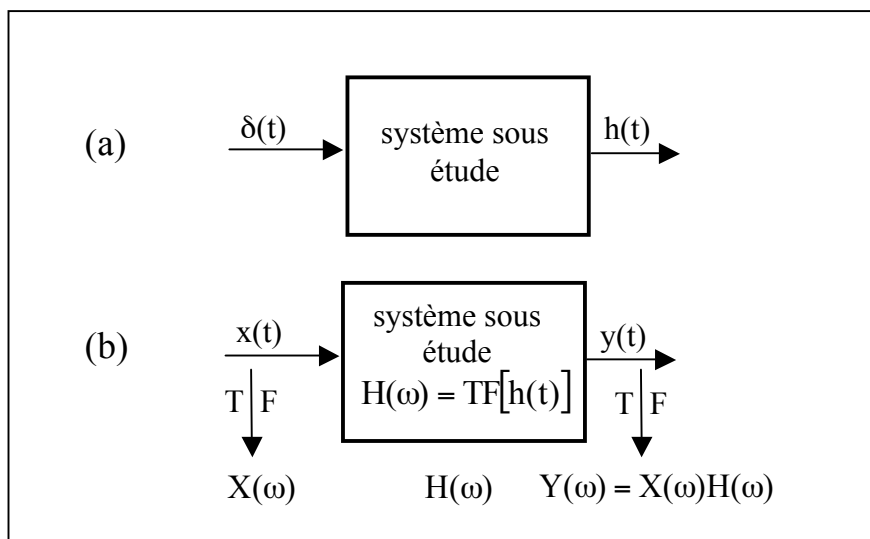 (a)
δ(t)
système sous
étude
h(t)
(b)
x(t)
système sous
étude
H(ω) = TF[h(t)]
y(t)
T F
T F
X(ω)
H(ω)
Y(ω) = X(ω)H(ω)